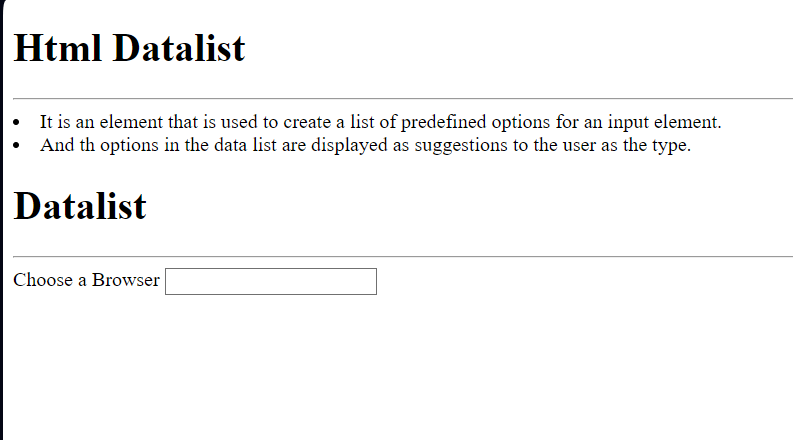 Html Datalist
It is an element that is used to create a list of predefined options for an input element.
And th options in the data list are displayed as suggestions to the user as the type.
Datalist
Choose a Browser